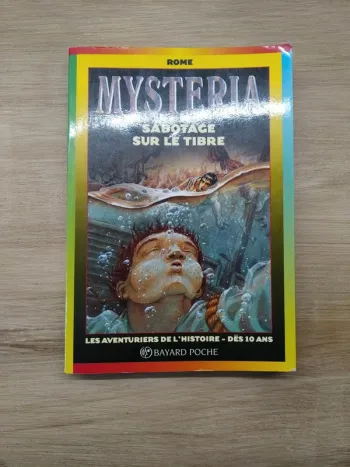 ROME
MYSTERIA
SABOTAGE
SUR LE TIBRE
LES AVENTURIERS DE L'HISTOIRE - DÈS 10 ANS
BAYARD POCHE